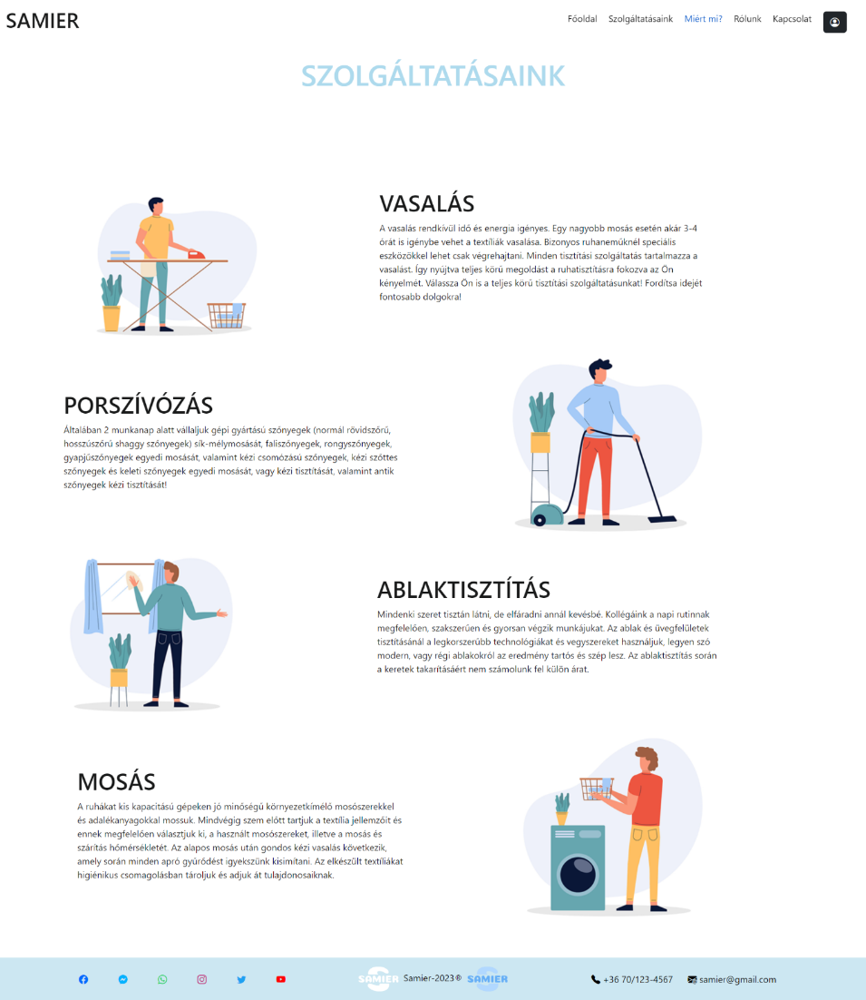 SAMIER
Főoldal Szolgáltatásaink Miért mi? Rólunk Kapcsolat
SZOLGÁLTATÁSAINK
VASALÁS
A vasalás rendkívül idő és energia igényes. Egy nagyobb mosás esetén akár 3-4
órát is igénybe vehet a textíliák vasalása. Bizonyos ruhaneműknél speciális
eszközökkel lehet csak végrehajtani. Minden tisztítási szolgáltatás tartalmazza a
vasalást. Így nyújtva teljes körű megoldást a ruhatisztításra fokozva az Ön
kényelmét. Válassza Ön is a teljes körű tisztítási szolgáltatásunkat! Fordítsa idejét
fontosabb dolgokra!
PORSZÍVÓZÁS
Általában 2 munkanap alatt vállaljuk gépi gyártású szőnyegek (normál rövidszőrű,
hosszúszőrű shaggy szőnyegek) sík-mélymosását, faliszőnyegek, rongyszőnyegek,
gyapjúszőnyegek egyedi mosását, valamint kézi csomózású szőnyegek, kézi szőttes
szőnyegek és keleti szőnyegek egyedi mosását, vagy kézi tisztítását, valamint antik
szőnyegek kézi tisztítását!
ABLAKTISZTÍTÁS
Mindenki szeret tisztán látni, de elfáradni annál kevésbé. Kollégáink a napi rutinnak
megfelelően, szakszerűen és gyorsan végzik munkájukat. Az ablak és üvegfelületek
tisztításánál a legkorszerűbb technológiákat és vegyszereket használjuk, legyen szó
modern, vagy régi ablakokról az eredmény tartós és szép lesz. Az ablaktisztítás során
a keretek takarításáért nem számolunk fel külön árat.
MOSÁS
A ruhákat kis kapacitású gépeken jó minőségű környezetkímélő mosószerekkel
és adalékanyagokkal mossuk. Mindvégig szem előtt tartjuk a textília jellemzőit és
ennek megfelelően választjuk ki, a használt mosószereket, illetve a mosás és
szárítás hőmérsékletét. Az alapos mosás után gondos kézi vasalás következik,
amely során minden apró gyűrődést igyekszünk kisimítani. Az elkészült textíliákat
higiénikus csomagolásban tároljuk és adjuk át tulajdonosaiknak.
SAMIER Samier-2023® SAMIER
+36 70/123-4567 samier@gmail.com